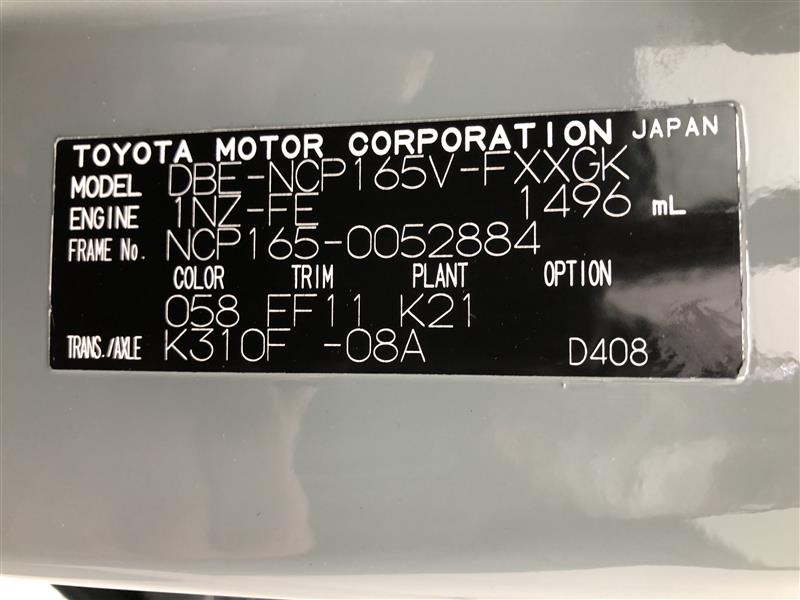 TOYOTA MOTOR CORPORATION JAPAN
MODEL DBE-NCP165V-FXXGK
ENGINE 1NZ-FE 1496 mL
FRAME No. NCP165-0052884
COLOR TRIM PLANT OPTION
058 FF11 K21
TRANS./AXLE K310F -08A D408